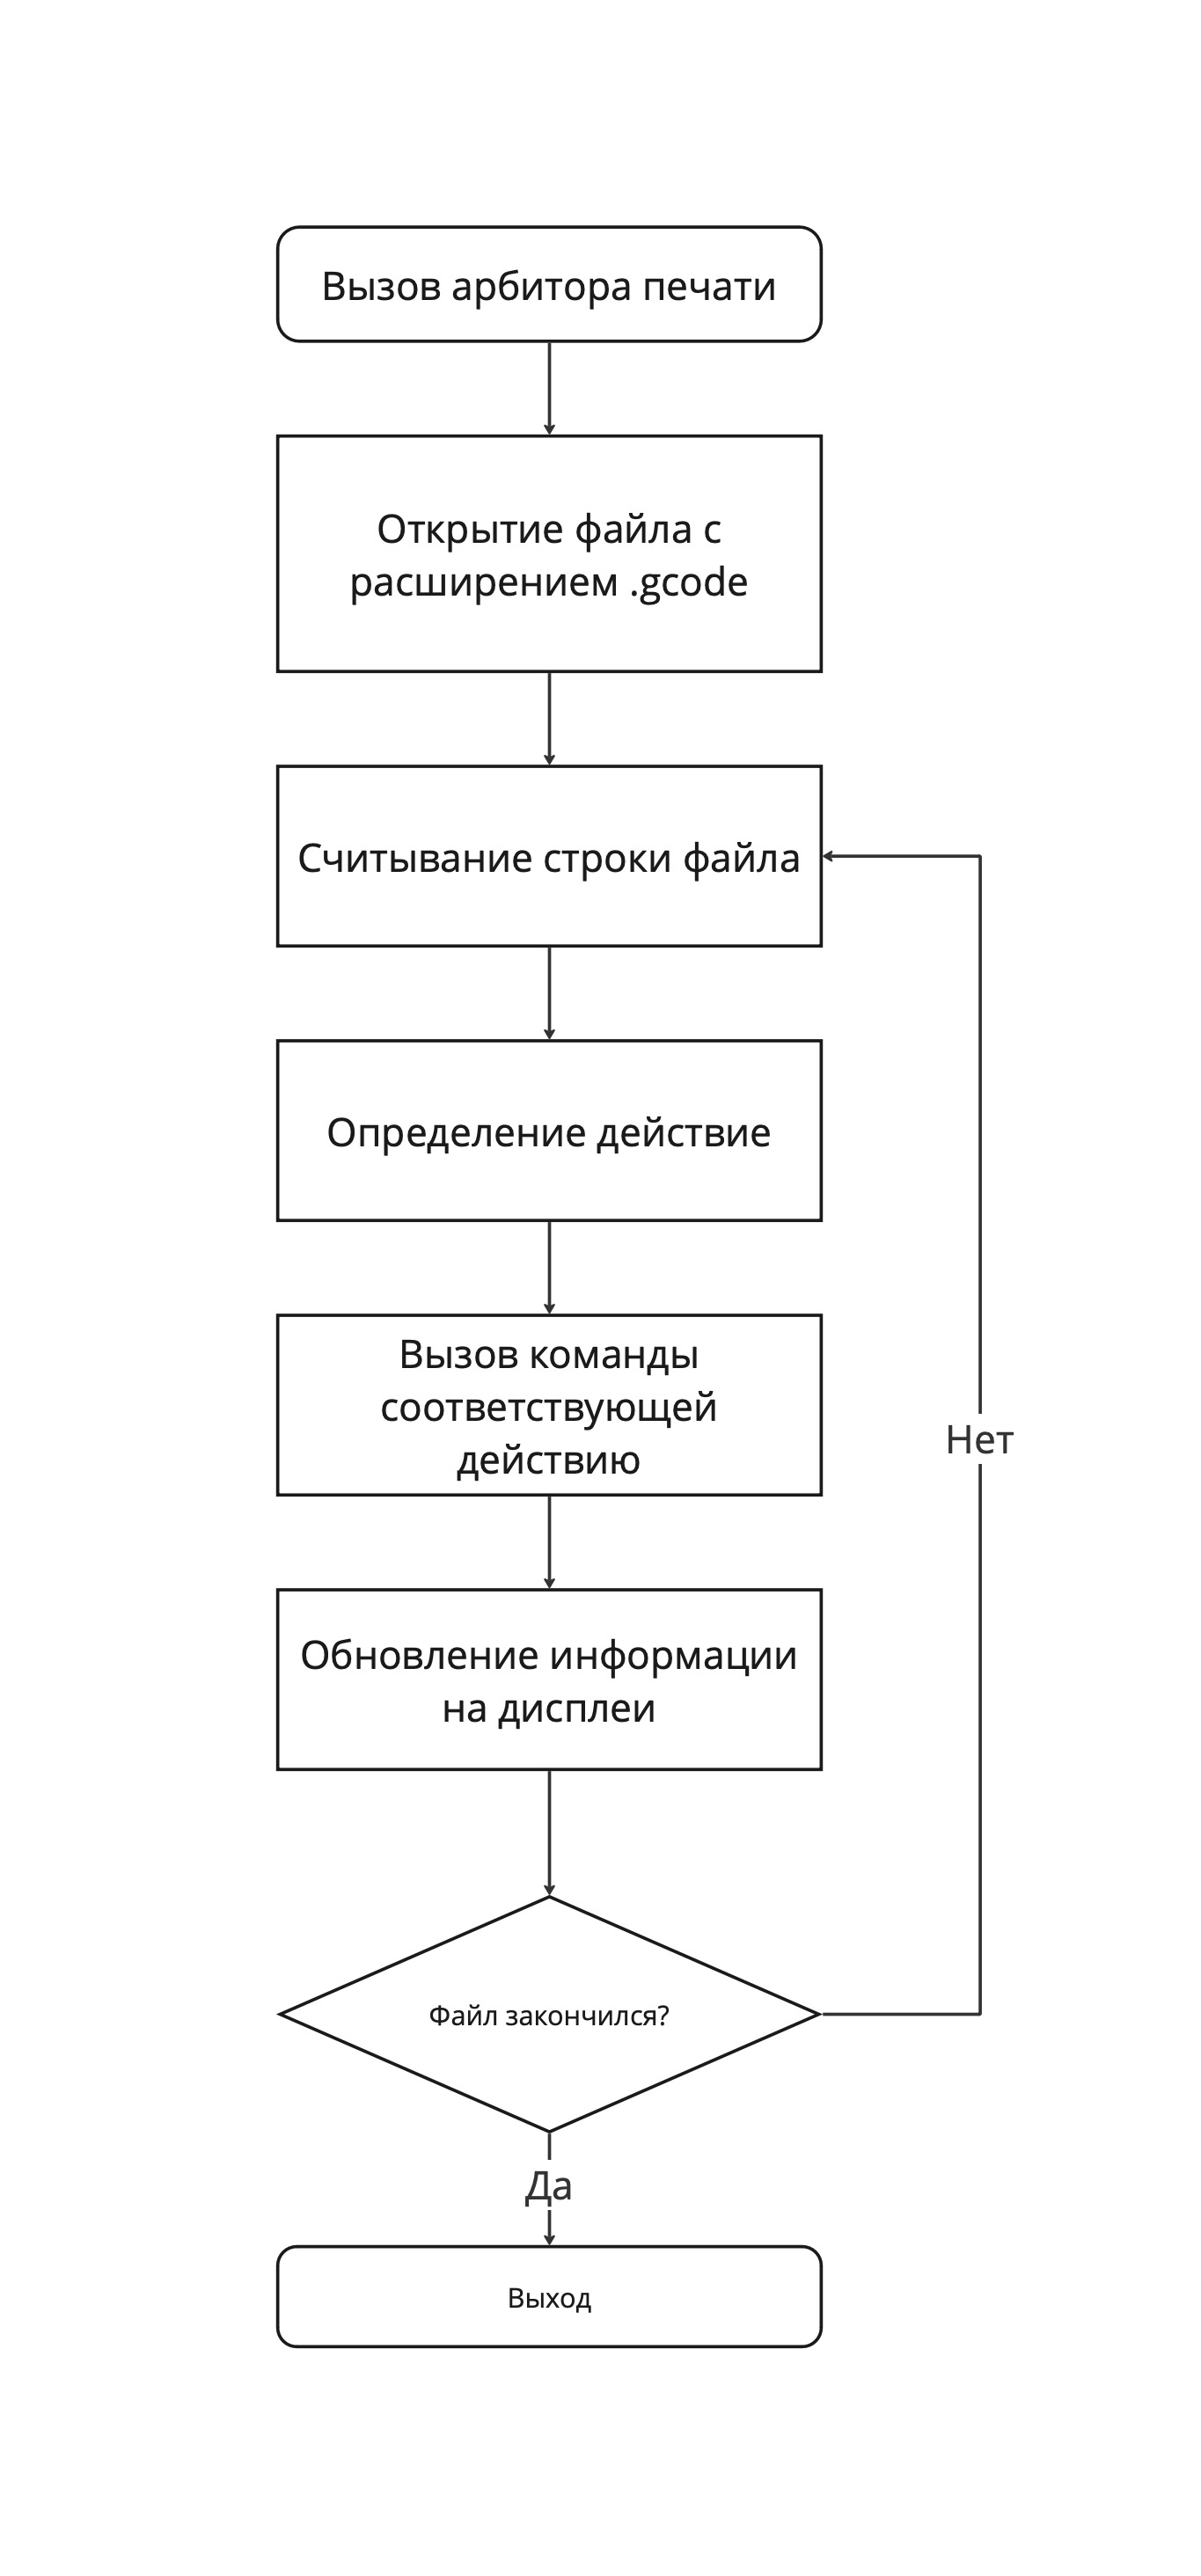 Вызов арбитора печати
Открытие файла с
расширением .gcode
Считывание строки файла
Определение действие
Вызов команды
соответствующей
действию
Нет
Обновление информации
на дисплеи
Файл закончился?
Да
Выход